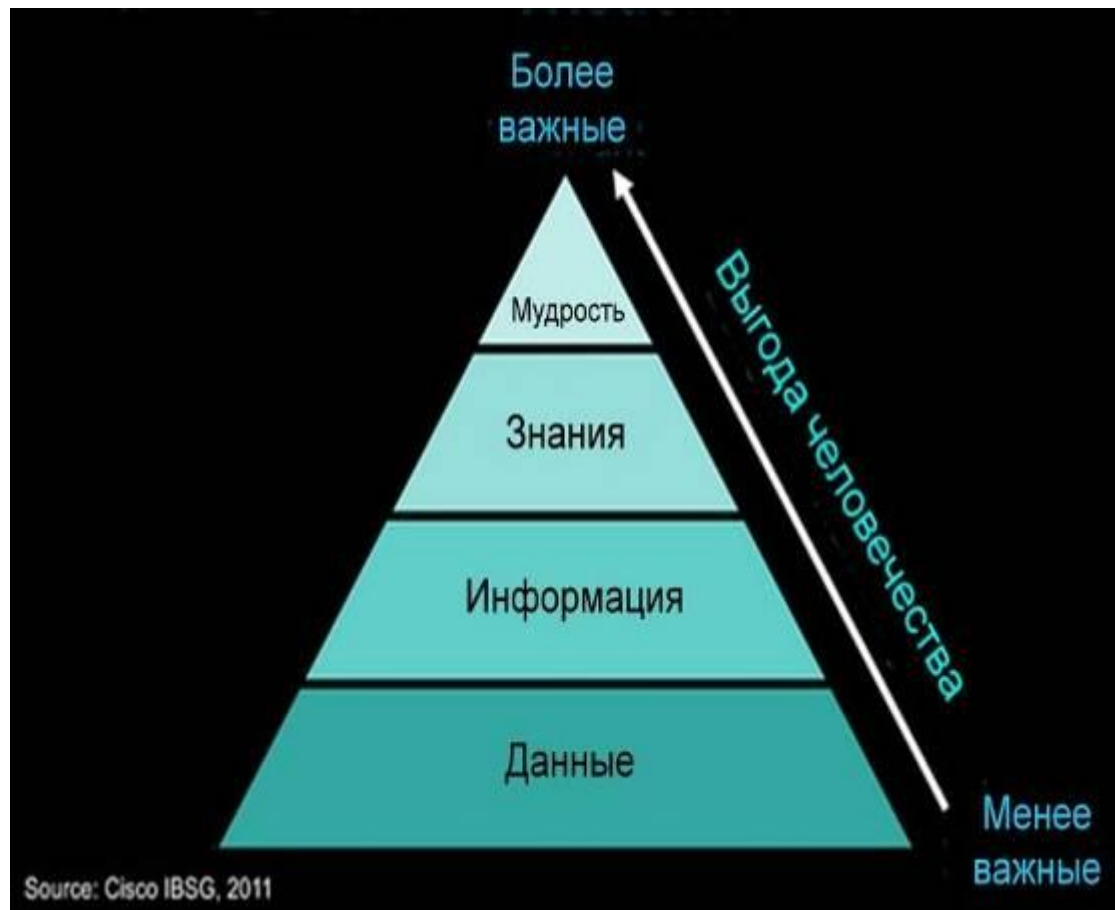 Более
важные
Мудрость
Знания
Информация
Данные
Выгода человечества
Менее
важные
Source: Cisco IBSG, 2011